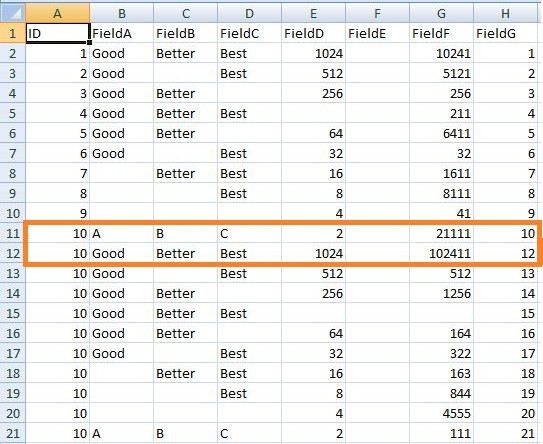 A B C D E F G H
1 ID FieldA FieldB FieldC FieldD FieldE FieldF FieldG
2 1 Good Better Best 1024 10241 1
3 2 Good Best 512 5121 2
4 3 Good Better 256 256 3
5 4 Good Better Best 211 4
6 5 Good Better 64 6411 5
7 6 Good Best 32 32 6
8 7 Better Best 16 1611 7
9 8 Best 8 8111 8
10 9 4 41 9
11 10 A B C 2 21111 10
12 10 Good Better Best 1024 102411 12
13 10 Good Best 512 512 13
14 10 Good Better 256 1256 14
15 10 Good Better Best 15
16 10 Good Better 64 164 16
17 10 Good Best 32 322 17
18 10 Better Best 16 163 18
19 10 Best 8 844 19
20 10 4 4555 20
21 10 A B C 2 111 21